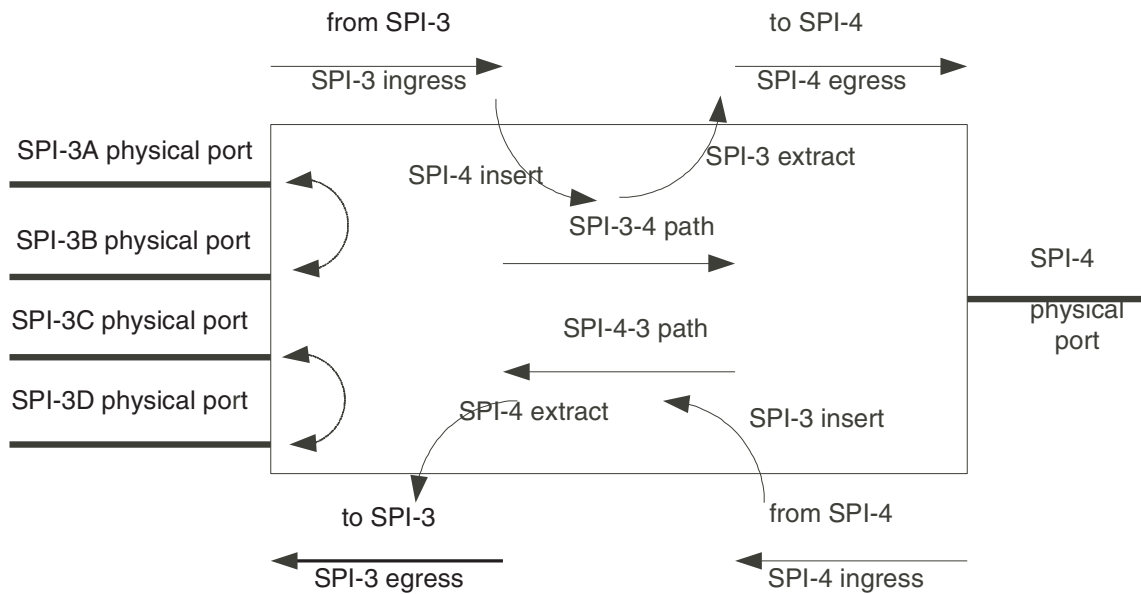 from SPI-3
to SPI-4
SPI-3 ingress
SPI-4 egress
SPI-3A physical port
SPI-3 extract
SPI-4 insert
SPI-3-4 path
SPI-3B physical port
SPI-4
physical
port
SPI-3C physical port
SPI-4-3 path
SPI-3D physical port
SPI-4 extract
SPI-3 insert
to SPI-3
from SPI-4
SPI-3 egress
SPI-4 ingress